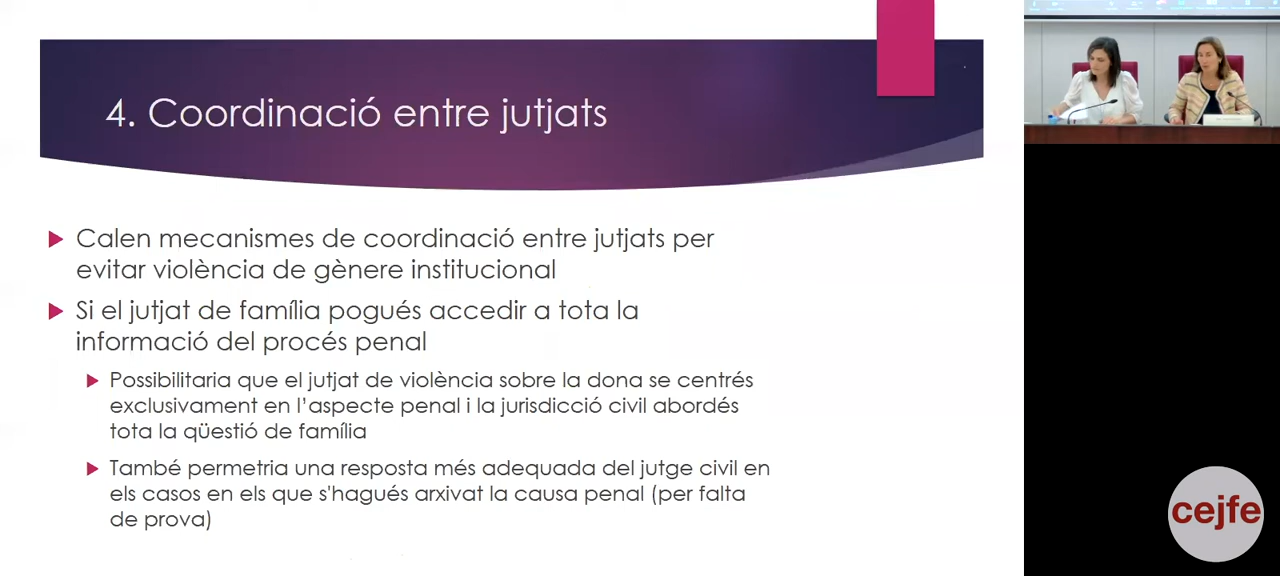 4. Coordinació entre jutjats
Calen mecanismes de coordinació entre jutjats per
evitar violència de gènere institucional
Si el jutjat de família pogués accedir a tota la
informació del procés penal
Possibilitaria que el jutjat de violència sobre la dona se centrés
exclusivament en l'aspecte penal i la jurisdicció civil abordés
tota la qüestió de família
També permetria una resposta més adequada del jutge civil en
els casos en els que s'hagués arxivat la causa penal (per falta
de prova)
cejfe